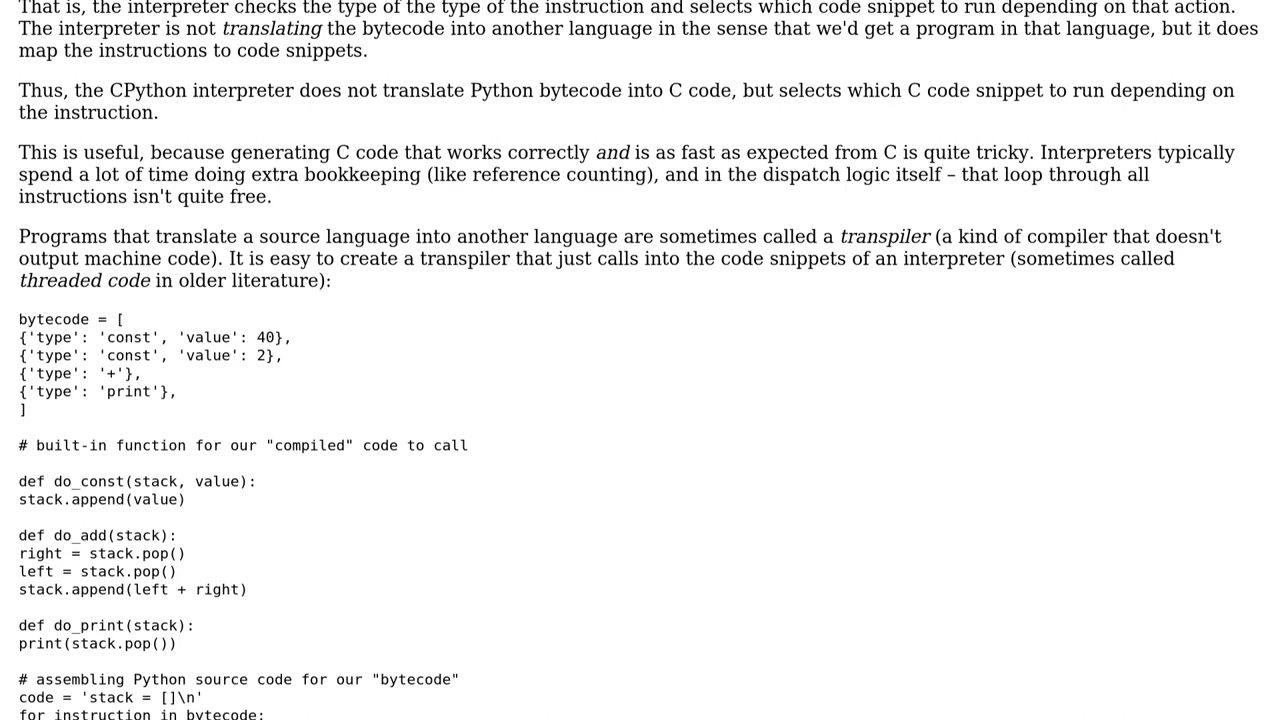 That is, the interpreter checks the type of the type of the instruction and selects which code snippet to run depending on that action.
The interpreter is not translating the bytecode into another language in the sense that we'd get a program in that language, but it does
map the instructions to code snippets.
Thus, the CPython interpreter does not translate Python bytecode into C code, but selects which C code snippet to run depending on
the instruction.
This is useful, because generating C code that works correctly and is as fast as expected from C is quite tricky. Interpreters typically
spend a lot of time doing extra bookkeeping (like reference counting), and in the dispatch logic itself – that loop through all
instructions isn't quite free.
Programs that translate a source language into another language are sometimes called a transpiler (a kind of compiler that doesn't
output machine code). It is easy to create a transpiler that just calls into the code snippets of an interpreter (sometimes called
threaded code in older literature):
bytecode = [
{'type': 'const', 'value': 40},
{'type': 'const', 'value': 2},
{'type': '+'},
{'type': 'print'},
]
# built-in function for our "compiled" code to call
def do_const(stack, value):
stack.append(value)
def do_add(stack):
right = stack.pop()
left = stack.pop()
stack.append(left + right)
def do_print(stack):
print(stack.pop())
# assembling Python source code for our "bytecode"
code = 'stack = []\n'
for instruction in bytecode: